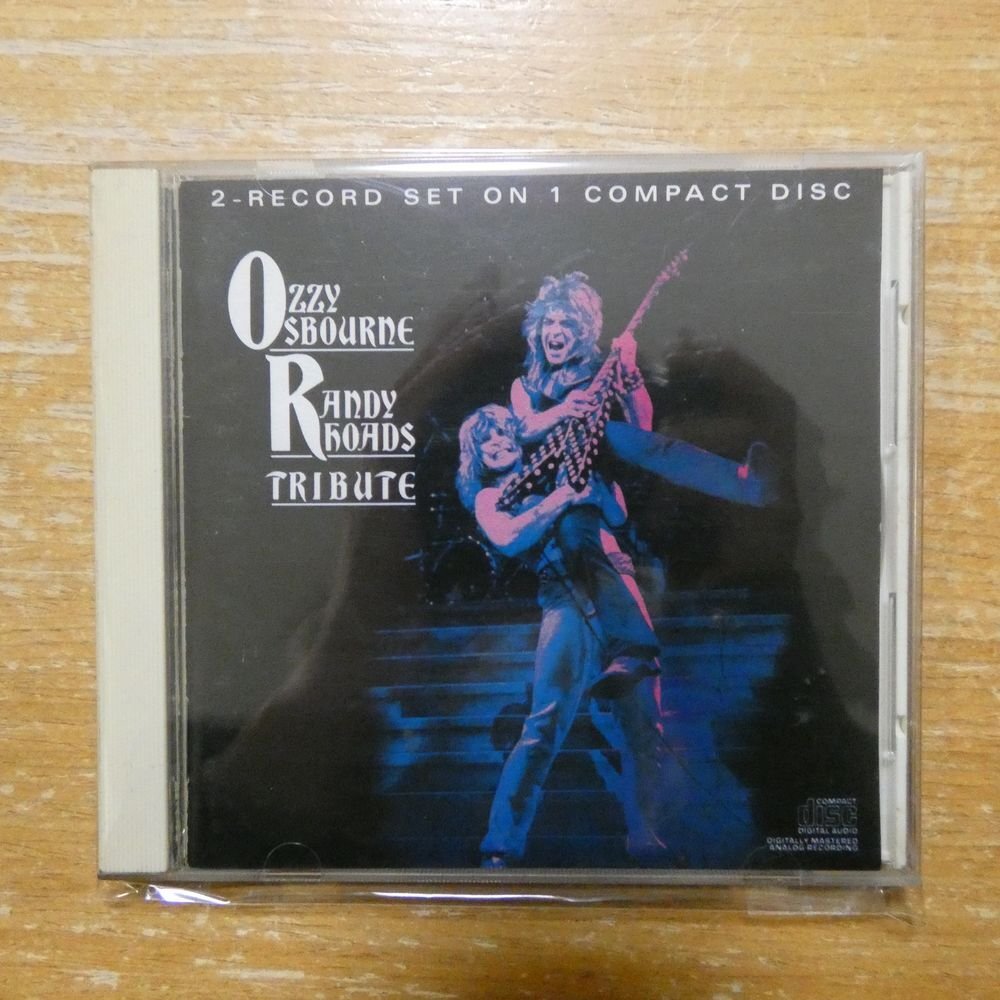 2-RECORD SET ON 1 COMPACT DISC
OZZY
OSBOURNE
RANDY
RHOADS
TRIBUTE
COMPACT
disc
DIGITAL AUDIO
DIGITALLY MASTERED
ANALOG RECORDING